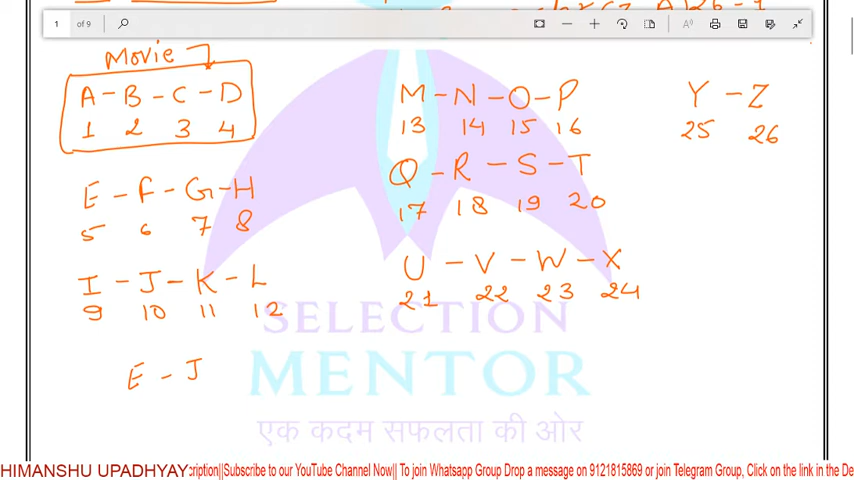 1 of 9
Movie
A - B - C - D
1 2 3 4
E - F - G - H
5 6 7 8
I - J - K - L
9 10 11 12
E - J
M - N - O - P
13 14 15 16
Q - R - S - T
17 18 19 20
U - V - W - X
21 22 23 24
Y - Z
25 26
SELECTION
MENTOR
एक कदम सफलता की ओर
HIMANSHU UPADHYAY cription||Subscribe to our YouTube Channel Now|| To join Whatsapp Group Drop a message on 9121815869 or join Telegram Group, Click on the link in the De